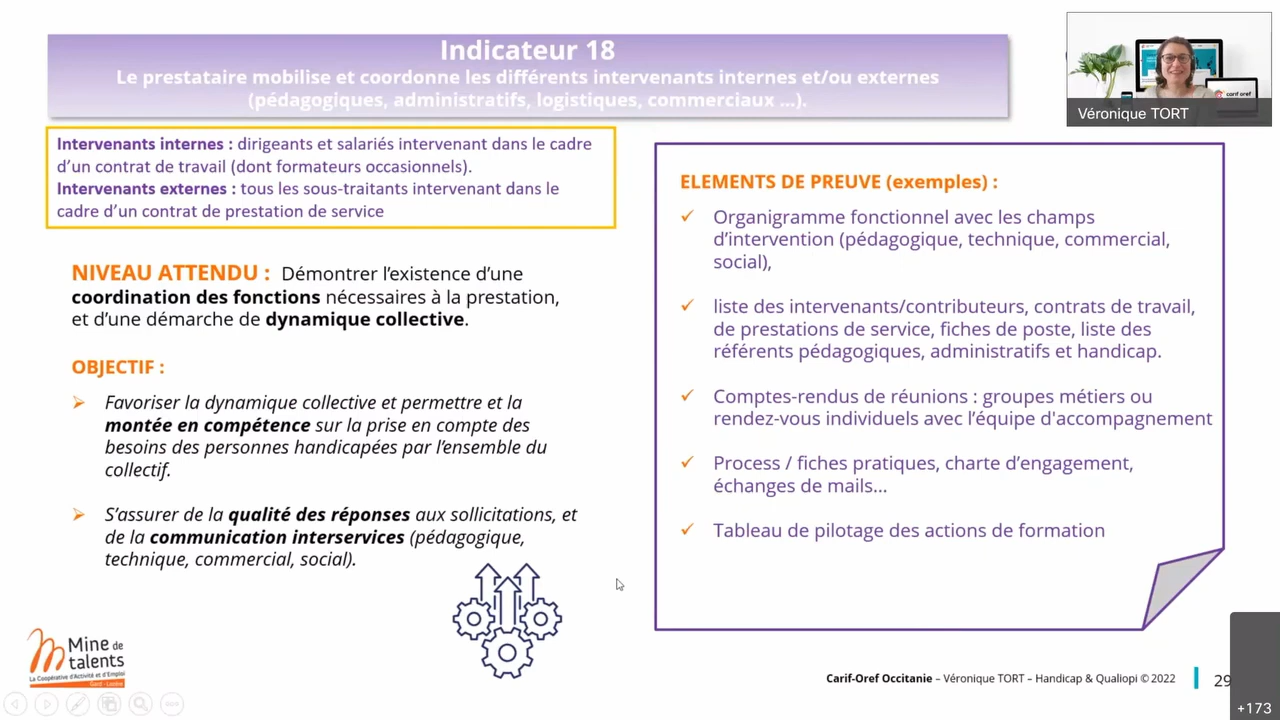 Indicateur 18
Le prestataire mobilise et coordonne les différents intervenants internes et/ou externes
(pédagogiques, administratifs, logistiques, commerciaux ...).
Véronique TORT
Intervenants internes : dirigeants et salariés intervenant dans le cadre
d'un contrat de travail (dont formateurs occasionnels).
Intervenants externes : tous les sous-traitants intervenant dans le
cadre d'un contrat de prestation de service
NIVEAU ATTENDU : Démontrer l'existence d'une
coordination des fonctions nécessaires à la prestation,
et d'une démarche de dynamique collective.
OBJECTIF :
Favoriser la dynamique collective et permettre et la
montée en compétence sur la prise en compte des
besoins des personnes handicapées par l'ensemble du
collectif.
S'assurer de la qualité des réponses aux sollicitations, et
de la communication interservices (pédagogique,
technique, commercial, social).
ELEMENTS DE PREUVE (exemples) :
Organigramme fonctionnel avec les champs
d'intervention (pédagogique, technique, commercial,
social),
liste des intervenants/contributeurs, contrats de travail,
de prestations de service, fiches de poste, liste des
référents pédagogiques, administratifs et handicap.
Comptes-rendus de réunions : groupes métiers ou
rendez-vous individuels avec l'équipe d'accompagnement
Process / fiches pratiques, charte d'engagement,
échanges de mails...
Tableau de pilotage des actions de formation
Mine de
talents
La Coopérative d'Activité et d'Emploi
Gard - Lozère
Carif-Oref Occitanie – Véronique TORT – Handicap & Qualiopi © 2022
29
+173